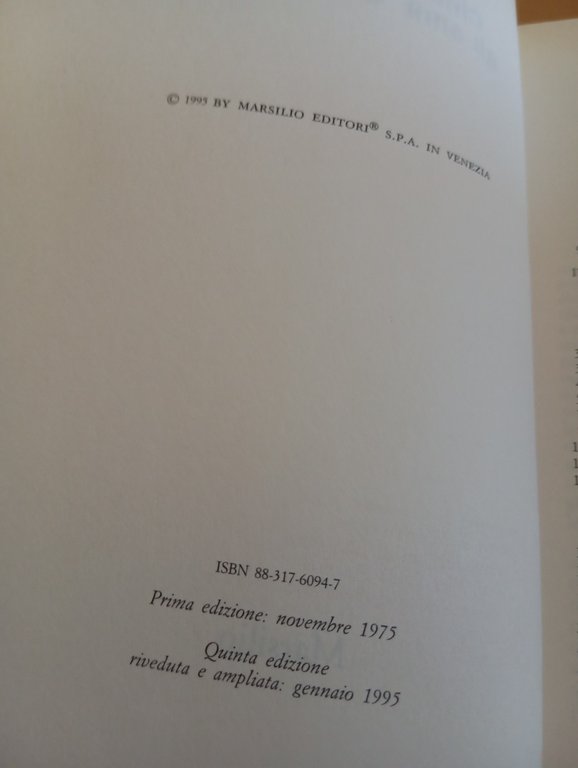 © 1995 BY MARSILIO EDITORI® S.P.A. IN VENEZIA
ISBN 88-317-6094-7
Prima edizione: novembre 1975
Quinta edizione
riveduta e ampliata: gennaio 1995